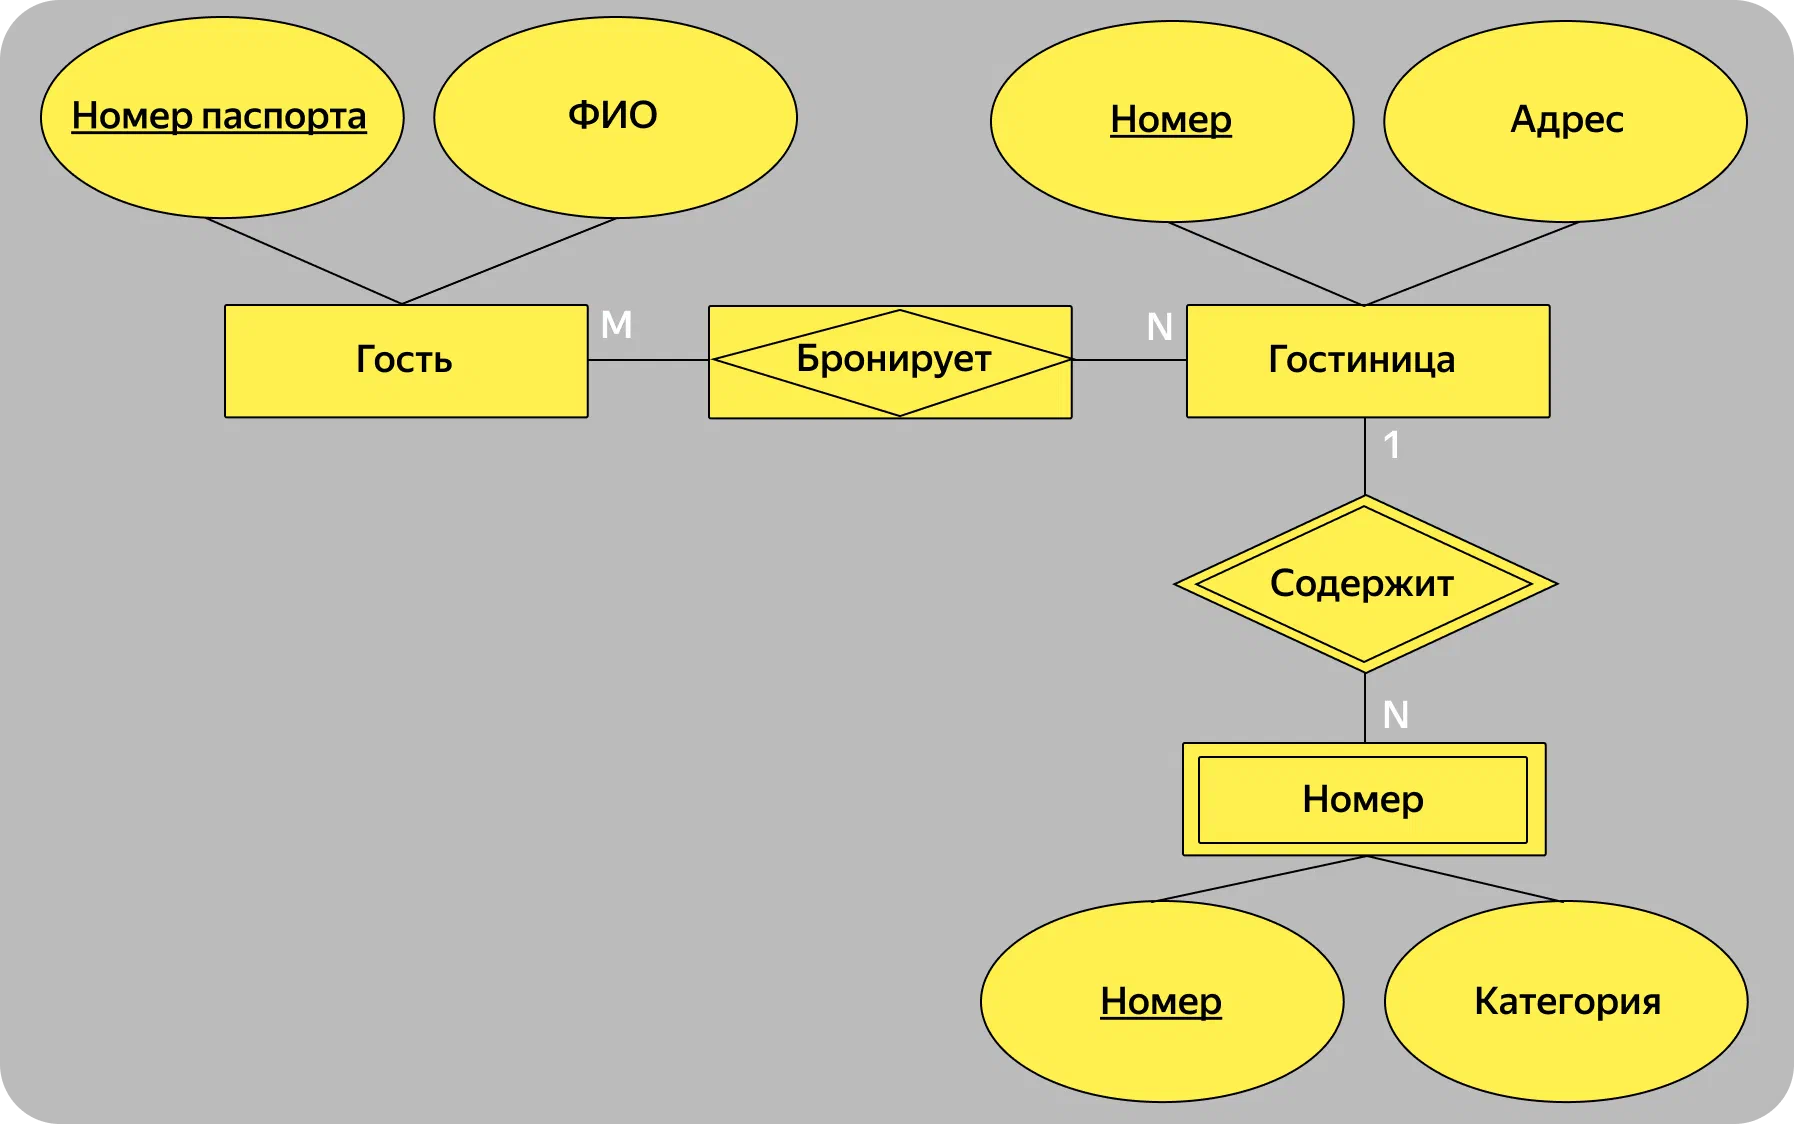 Номер паспорта
ФИО
Номер
Адрес
Гость
M
Бронирует
N
Гостиница
1
Содержит
N
Номер
Номер
Категория